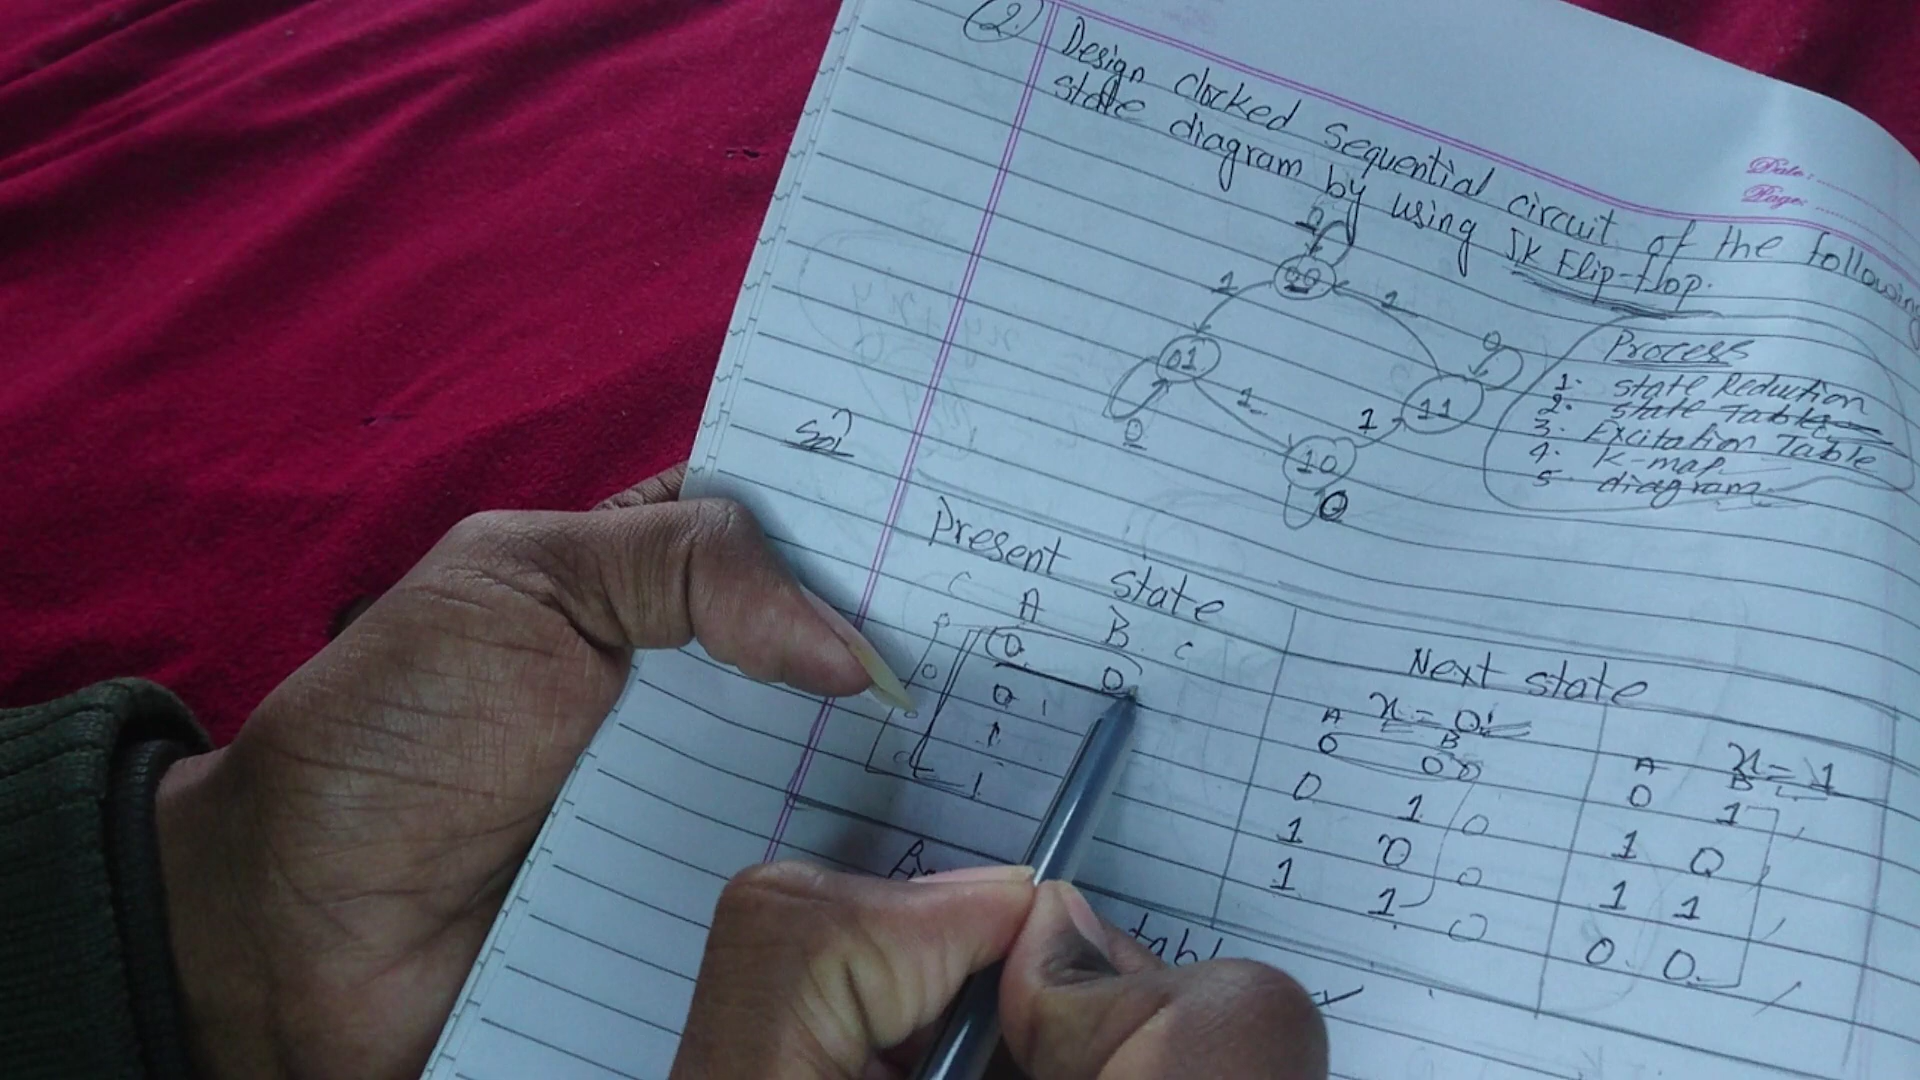 2.
Design clocked sequential circuit of the following
state diagram by using JK Flip-flop.
Date:
Page:
0
00
1
1
01
0
11
0
1
1
10
0
Process
1. state Reduction
2. state Table
3. Excitation Table
4. K-map
5. diagram
Present state
Next state
A B
x = 0
x = 1
A B
A B
0 0
0 0
0 1
0 1
0 1
1 0
1
1 0
1 1
1
1 1
0 0